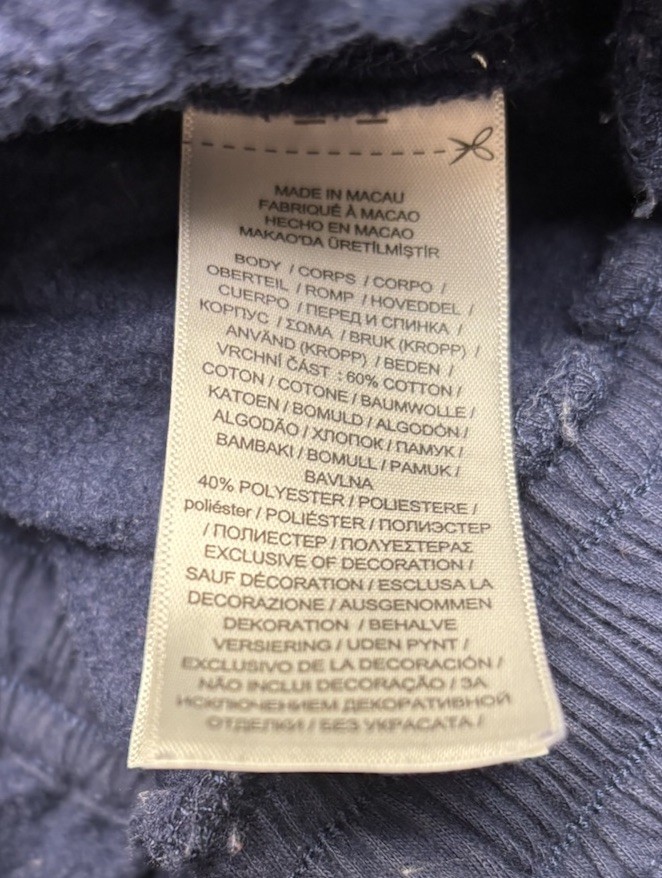 MADE IN MACAU
FABRIQUÉ À MACAO
HECHO EN MACAO
MAKAO'DA ÜRETİLMİŞTİR
BODY / CORPS / CORPO /
OBERTEIL / ROMP / HOVEDDEL /
CUERPO / ПЕРЕД И СПИНКА /
КОРПУС / ΣΩΜΑ / BRUK (KROPP) /
ANVÄND (KROPP) / BEDEN /
VRCHNÍ ČÁST : 60% COTTON /
COTON / COTONE / BAUMWOLLE /
KATOEN / BOMULD / ALGODÓN /
ALGODÃO / ХЛОПОК / ПАМУК /
BAMBAKI / BOMULL / PAMUK /
BAVLNA
40% POLYESTER / POLIESTERE /
poliéster / POLIÉSTER / ПОЛИЭСТЕР
/ ПОЛИЕСТЕР / ΠΟΛΥΕΣΤΕΡΑΣ
EXCLUSIVE OF DECORATION /
SAUF DÉCORATION / ESCLUSA LA
DECORAZIONE / AUSGENOMMEN
DEKORATION / BEHALVE
VERSIERING / UDEN PYNT /
EXCLUSIVO DE LA DECORACIÓN /
NÃO INCLUI DECORAÇÃO / ЗА
ИСКЛЮЧЕНИЕМ ДЕКОРАТИВНОЙ
ОТДЕЛКИ / БЕЗ УКРАСАТА /